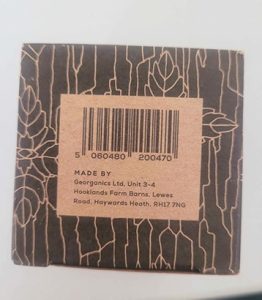 5 060480 200470
MADE BY
Georganics Ltd, Unit 3-4
Hooklands Farm Barns, Lewes
Road, Haywards Heath, RH17 7NG